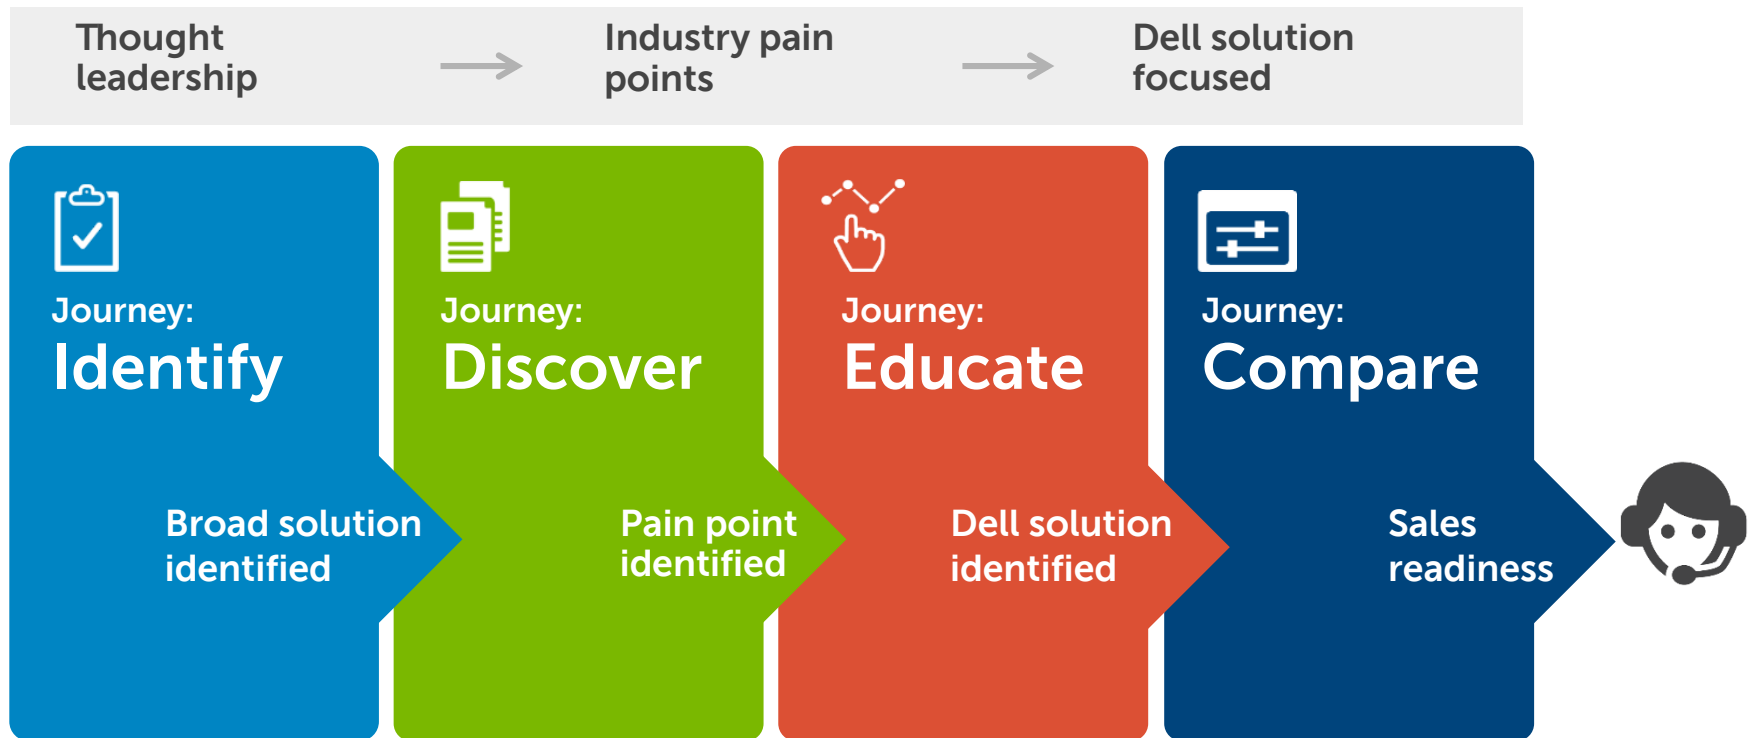 Thought
leadership
Industry pain
points
Dell solution
focused
Journey:
Identify
Broad solution
identified
Journey:
Discover
Pain point
identified
Journey:
Educate
Dell solution
identified
Journey:
Compare
Sales
readiness